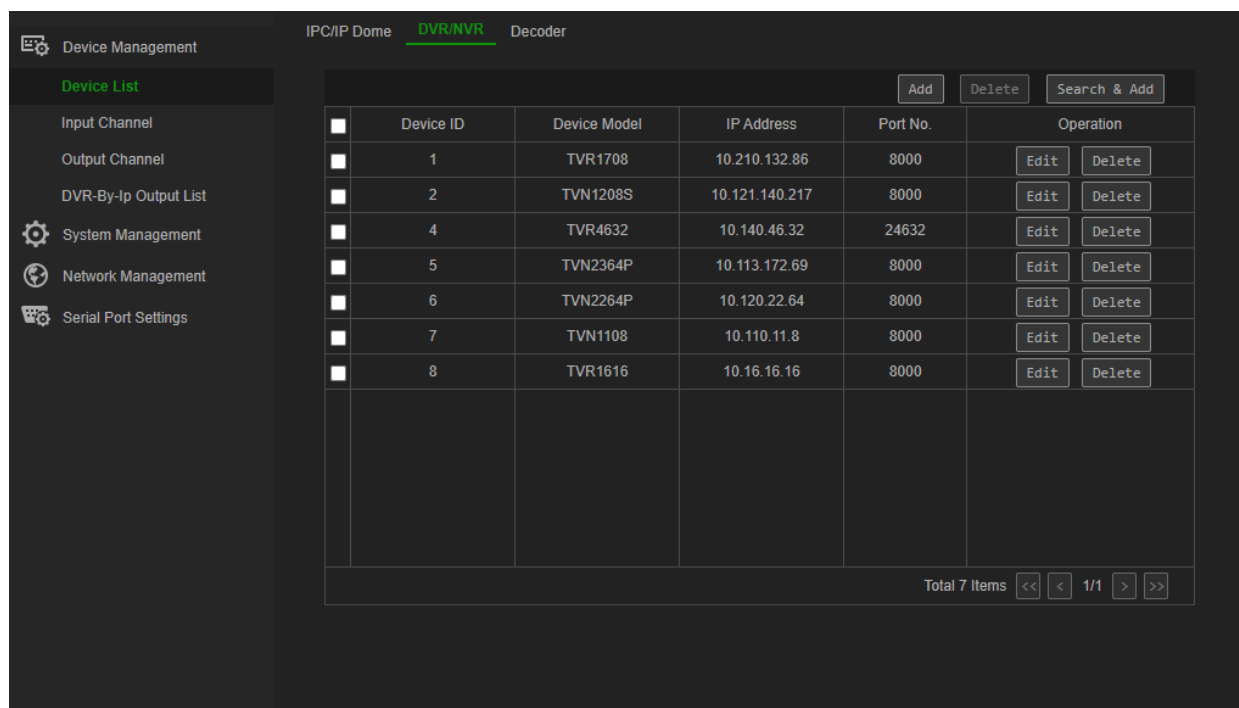 IPC/IP Dome DVR/NVR Decoder
Device Management
Device List
Input Channel
Output Channel
DVR-By-Ip Output List
System Management
Network Management
Serial Port Settings
Add Delete Search & Add
Device ID Device Model IP Address Port No. Operation
1 TVR1708 10.210.132.86 8000 Edit Delete
2 TVN1208S 10.121.140.217 8000 Edit Delete
4 TVR4632 10.140.46.32 24632 Edit Delete
5 TVN2364P 10.113.172.69 8000 Edit Delete
6 TVN2264P 10.120.22.64 8000 Edit Delete
7 TVN1108 10.110.11.8 8000 Edit Delete
8 TVR1616 10.16.16.16 8000 Edit Delete
Total 7 Items << < 1/1 > >>